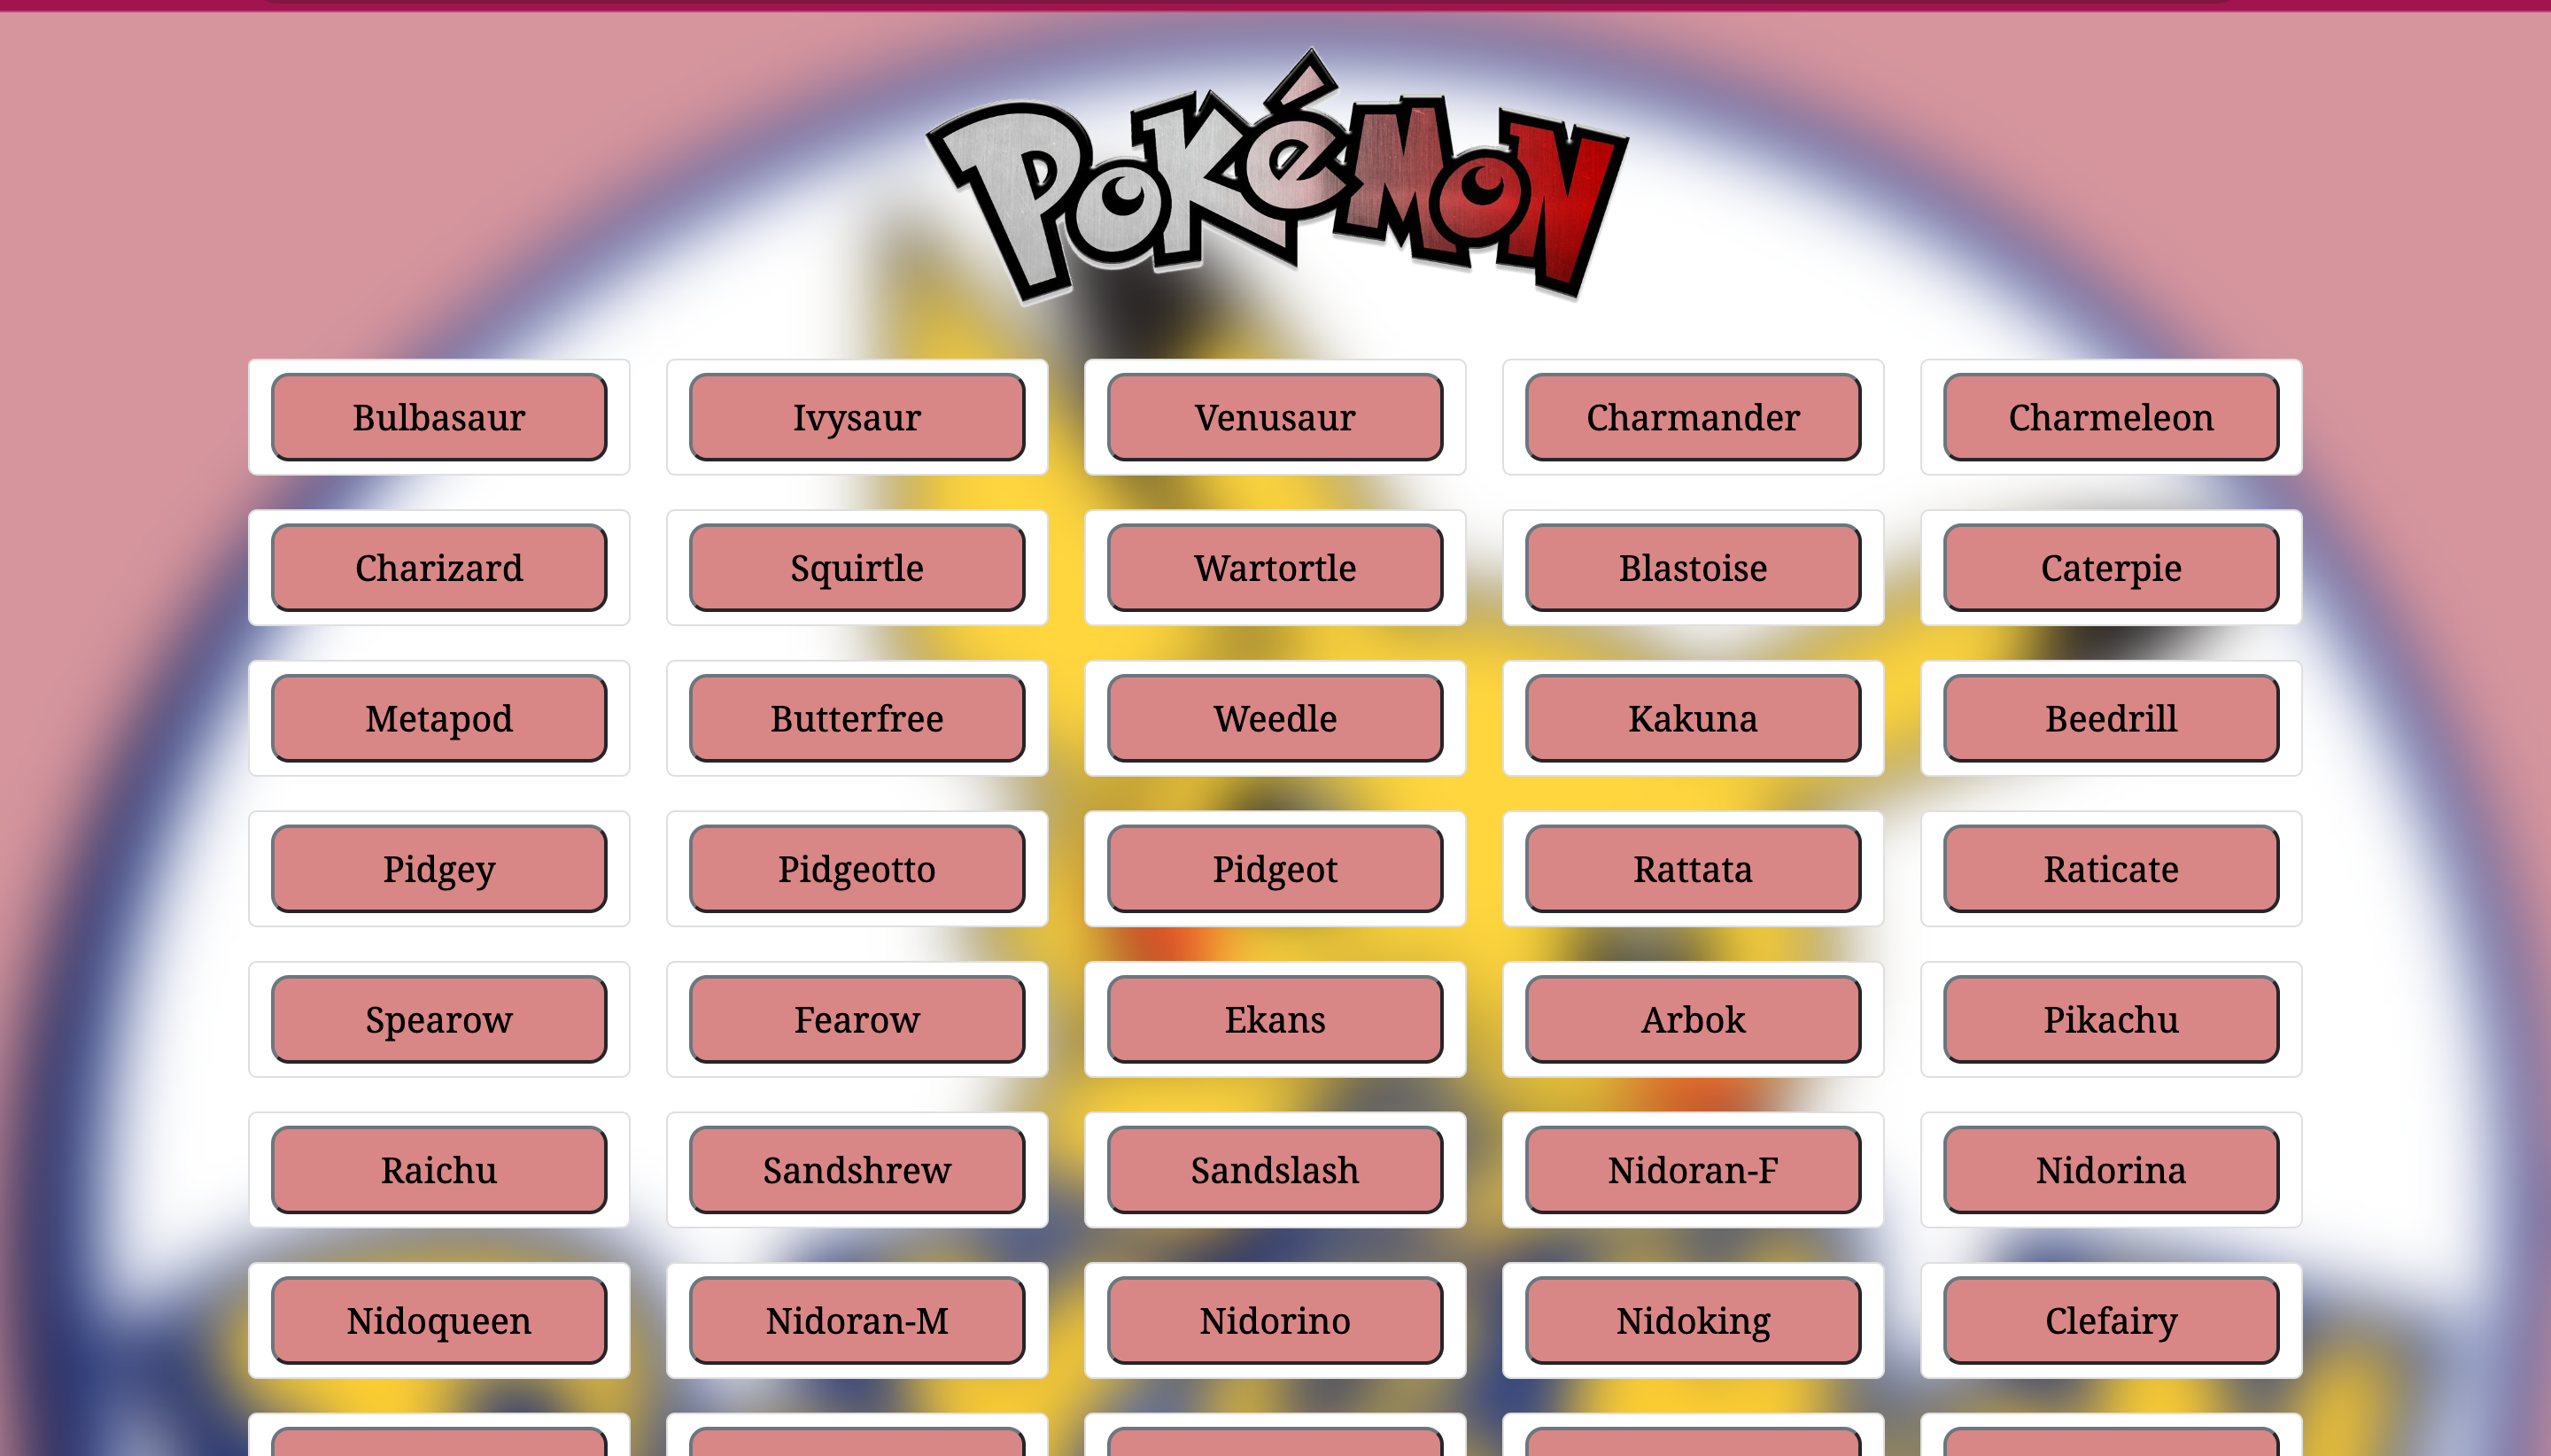 POKéMON
Bulbasaur Ivysaur Venusaur Charmander Charmeleon
Charizard Squirtle Wartortle Blastoise Caterpie
Metapod Butterfree Weedle Kakuna Beedrill
Pidgey Pidgeotto Pidgeot Rattata Raticate
Spearow Fearow Ekans Arbok Pikachu
Raichu Sandshrew Sandslash Nidoran-F Nidorina
Nidoqueen Nidoran-M Nidorino Nidoking Clefairy